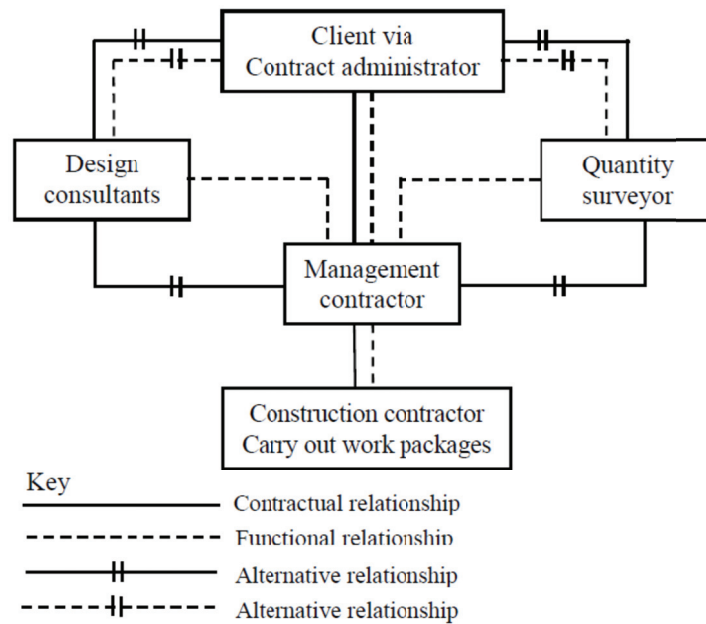 Client via
Contract administrator
Design
consultants
Quantity
surveyor
Management
contractor
Construction contractor
Carry out work packages
Key
Contractual relationship
Functional relationship
Alternative relationship
Alternative relationship